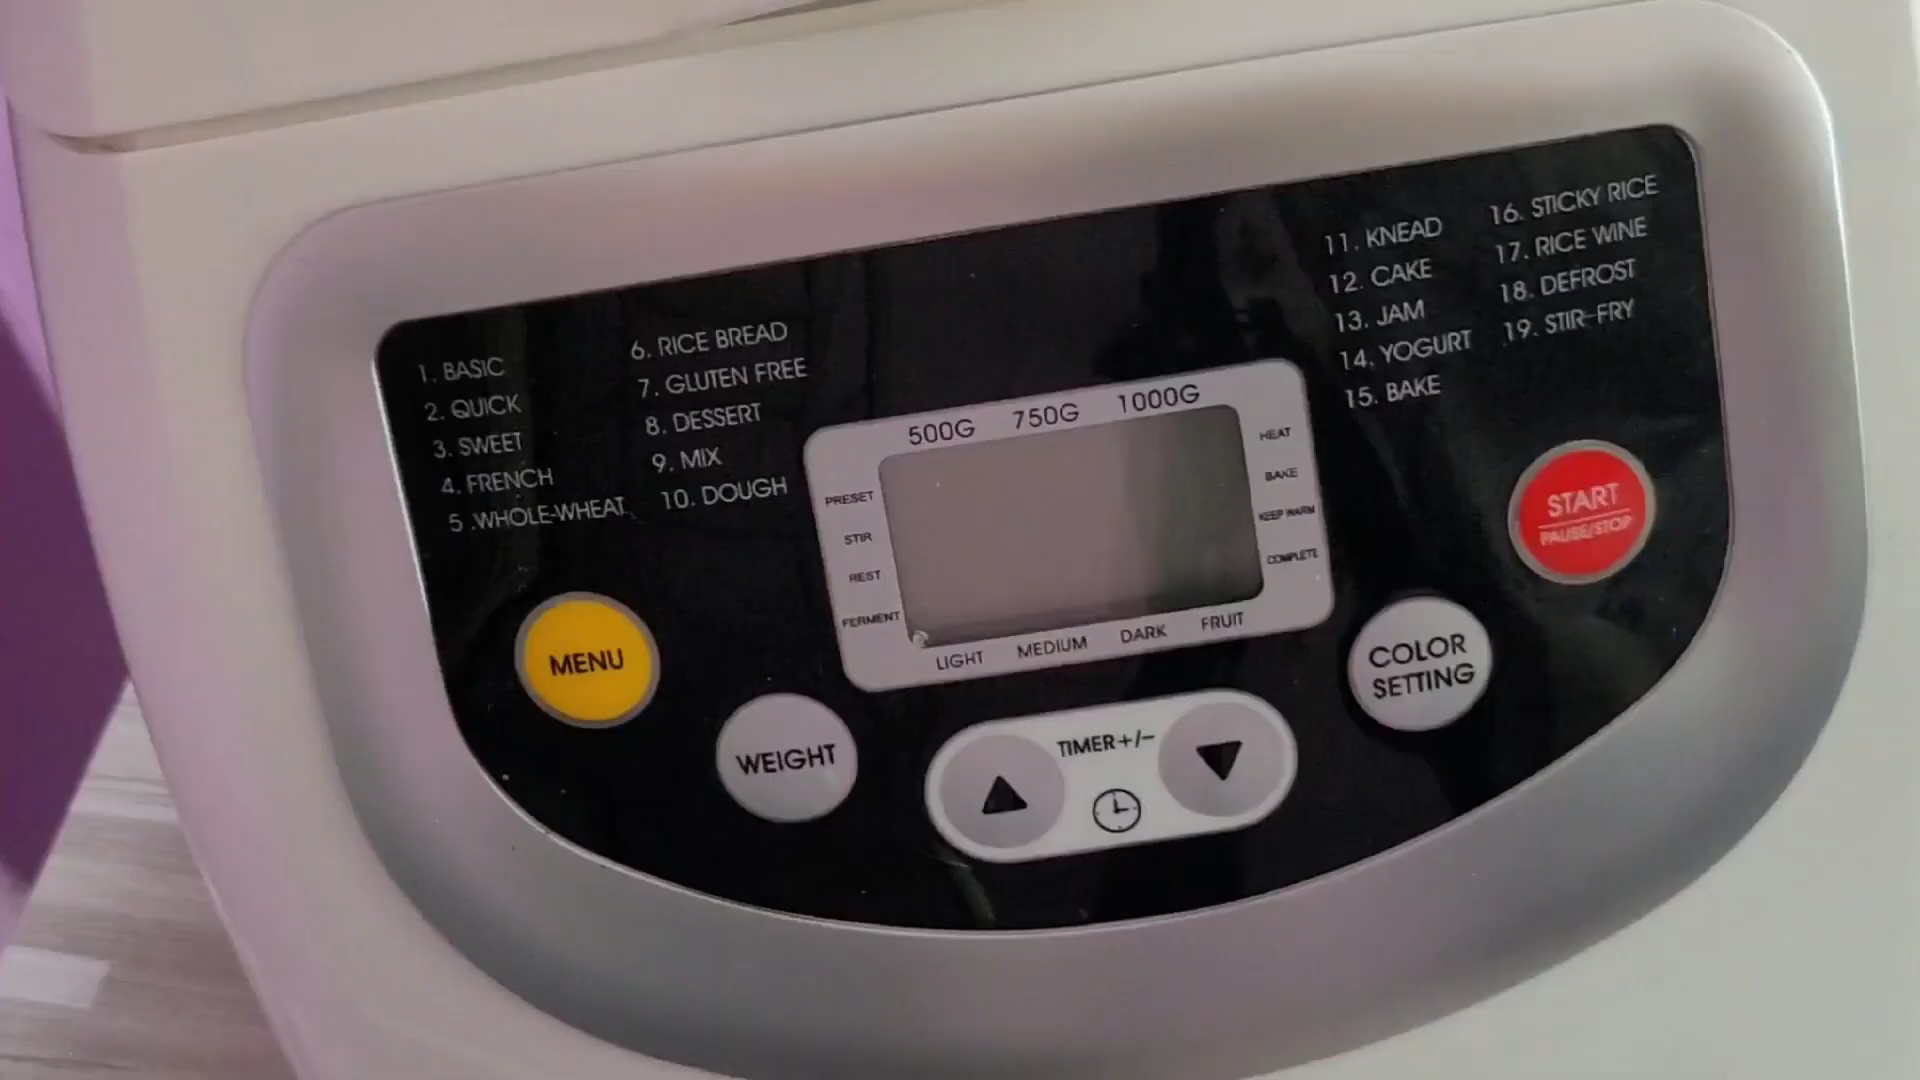 1. BASIC
2. QUICK
3. SWEET
4. FRENCH
5 .WHOLE-WHEAT
6. RICE BREAD
7. GLUTEN FREE
8. DESSERT
9. MIX
10. DOUGH
11. KNEAD
12. CAKE
13. JAM
14. YOGURT
15. BAKE
16. STICKY RICE
17. RICE WINE
18. DEFROST
19. STIR-FRY
500G 750G 1000G
PRESET
STIR
REST
FERMENT
HEAT
BAKE
KEEP WARM
COMPLETE
LIGHT MEDIUM DARK FRUIT
MENU
WEIGHT
TIMER+/-
COLOR
SETTING
START
PAUSE/STOP